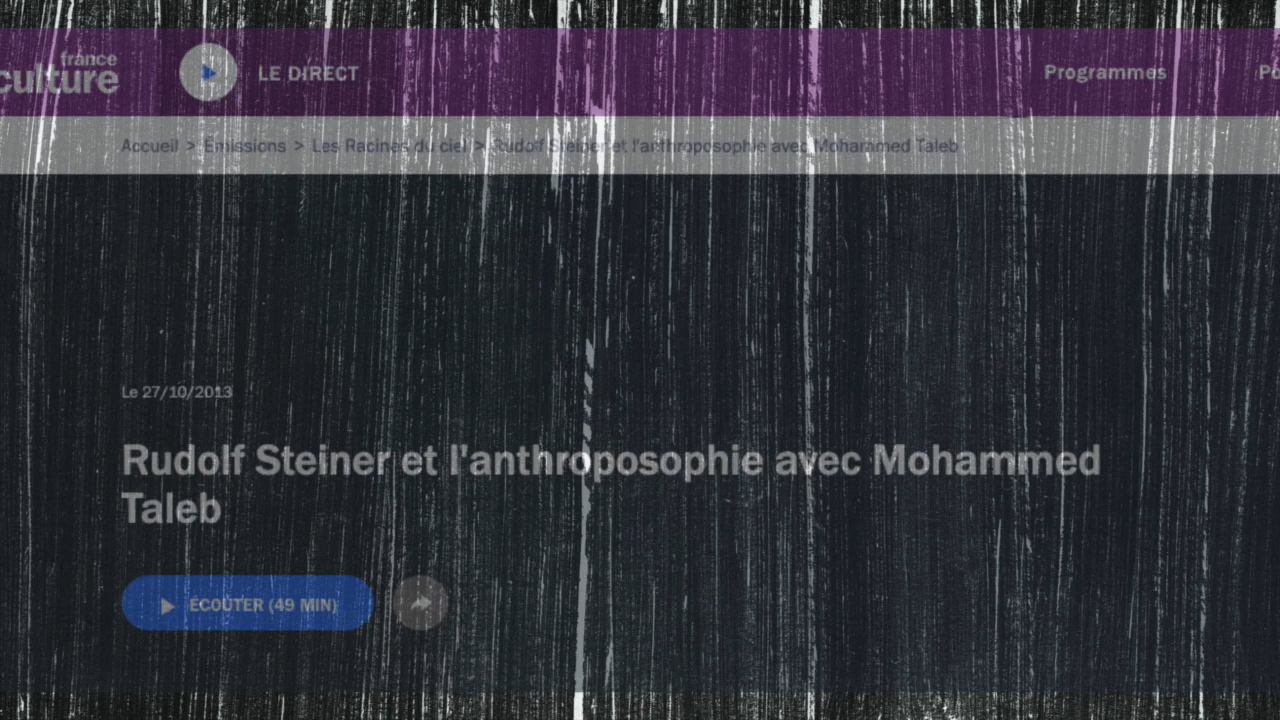 france
culture
LE DIRECT
Programmes
Accueil > Émissions > Les Racines du ciel > Rudolf Steiner et l'anthroposophie avec Mohammed Taleb
Le 27/10/2013
Rudolf Steiner et l'anthroposophie avec Mohammed
Taleb
ÉCOUTER (49 MIN)